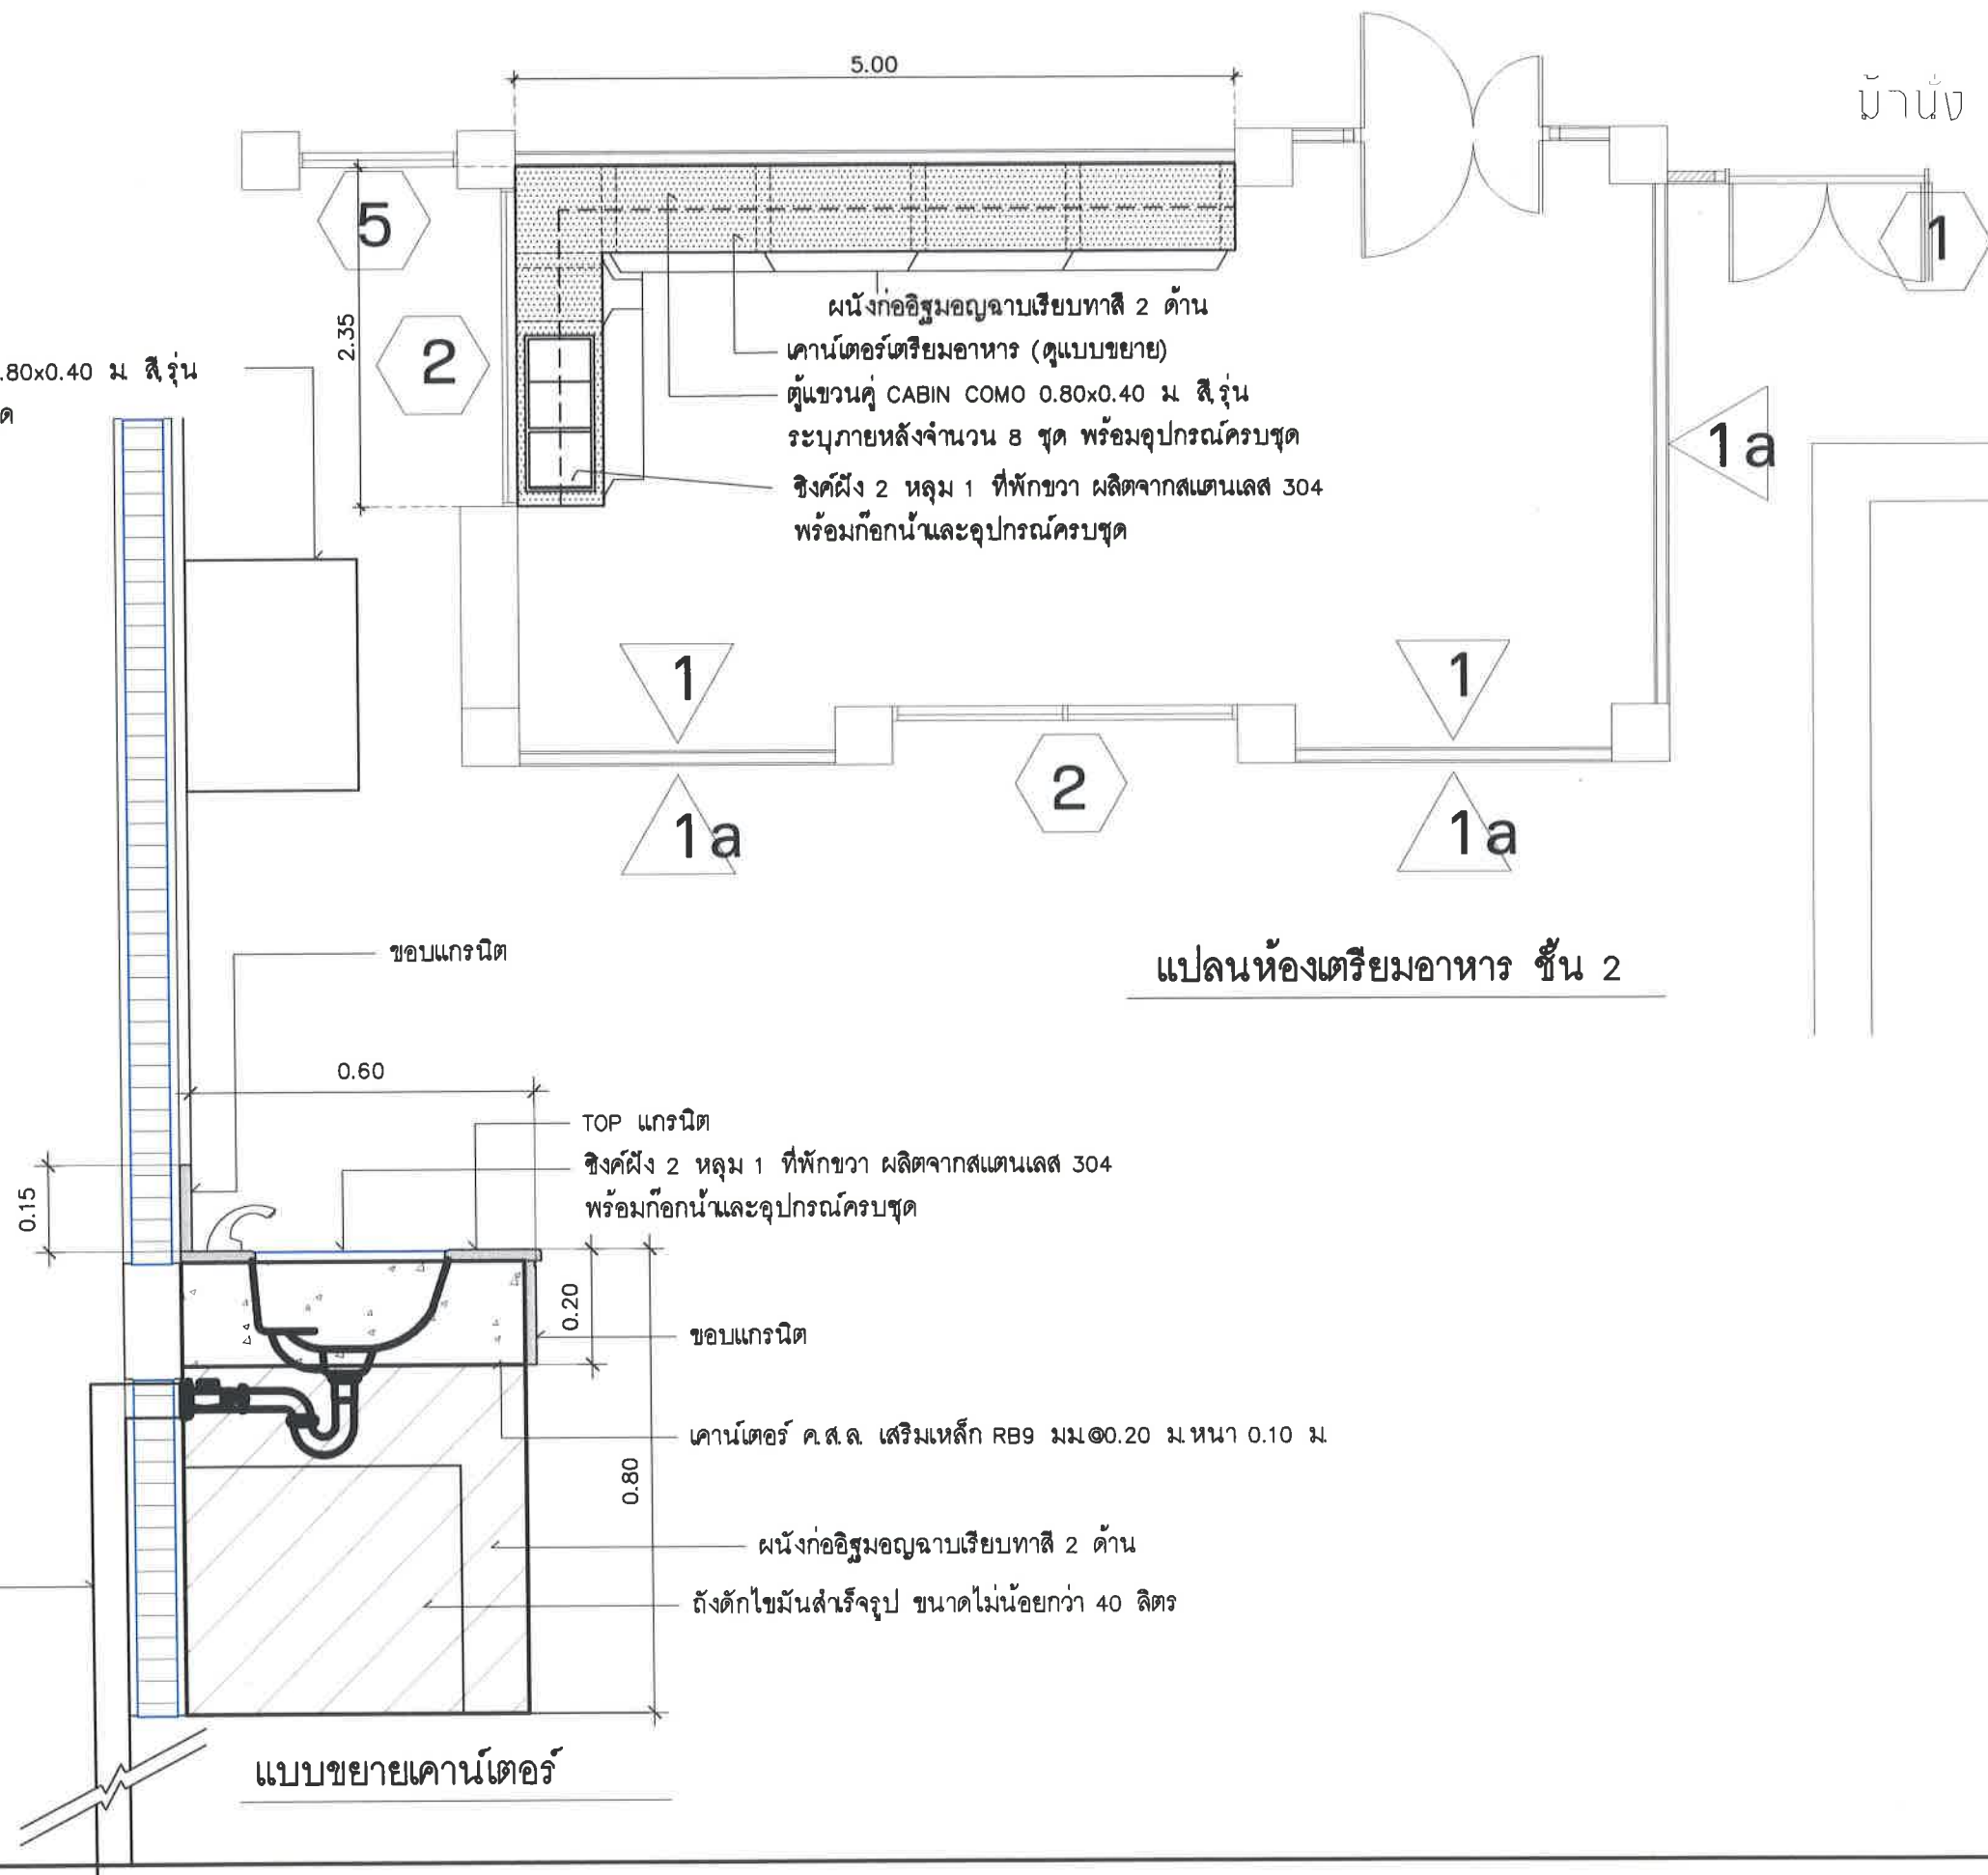 5.00
ม้านั่ง
5
1
2.35
2
ผนังก่ออิฐมอญฉาบเรียบทาสี 2 ด้าน
เคาน์เตอร์เตรียมอาหาร (ดูแบบขยาย)
ตู้แขวนคู่ CABIN COMO 0.80x0.40 ม. สี,รุ่น
ระบุภายหลังจำนวน 8 ชุด พร้อมอุปกรณ์ครบชุด
ซิงค์ฝัง 2 หลุม 1 ที่พักขวา ผลิตจากสแตนเลส 304
พร้อมก๊อกน้ำและอุปกรณ์ครบชุด
.80x0.40 ม. สี,รุ่น
ด
1a
1
1
2
1a
1a
แปลนห้องเตรียมอาหาร ชั้น 2
ขอบแกรนิต
0.60
TOP แกรนิต
ซิงค์ฝัง 2 หลุม 1 ที่พักขวา ผลิตจากสแตนเลส 304
พร้อมก๊อกน้ำและอุปกรณ์ครบชุด
0.15
0.20
ขอบแกรนิต
เคาน์เตอร์ ค.ส.ล. เสริมเหล็ก RB9 มม.@0.20 ม.หนา 0.10 ม.
0.80
ผนังก่ออิฐมอญฉาบเรียบทาสี 2 ด้าน
ถังดักไขมันสำเร็จรูป ขนาดไม่น้อยกว่า 40 ลิตร
แบบขยายเคาน์เตอร์